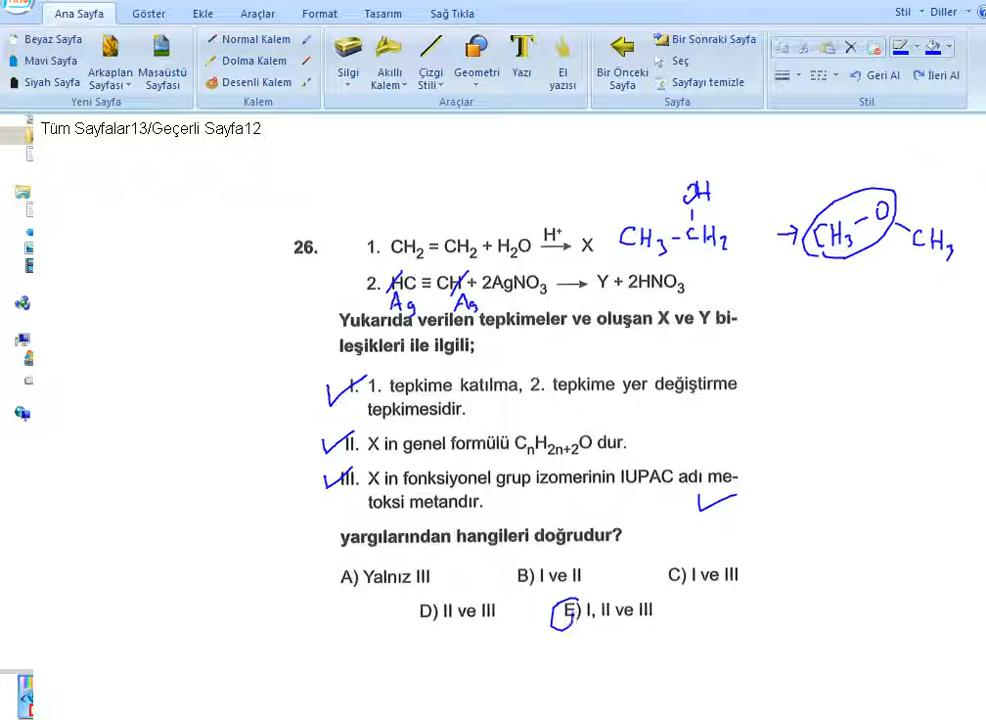 Ana Sayfa Göster Ekle Araçlar Format Tasarım Sağ Tıkla Stil Diller
Beyaz Sayfa
Mavi Sayfa
Siyah Sayfa
Arkaplan Sayfası
Masaüstü Sayfası
Yeni Sayfa
Normal Kalem
Dolma Kalem
Desenli Kalem
Kalem
Silgi
Akıllı Kalem
Çizgi Stili
Geometri
Yazı
El yazısı
Araçlar
Bir Önceki Sayfa
Bir Sonraki Sayfa
Seç
Sayfayı temizle
Sayfa
Geri Al
İleri Al
Stil
Tüm Sayfalar13/Geçerli Sayfa12
OH
26. 1. CH₂ = CH₂ + H₂O H⁺ → X CH₃ - CH₂ → CH₃ - O - CH₃
2. HC ≡ CH + 2AgNO₃ → Y + 2HNO₃
Ag Ag
Yukarıda verilen tepkimeler ve oluşan X ve Y bi-
leşikleri ile ilgili;
I. 1. tepkime katılma, 2. tepkime yer değiştirme
tepkimesidir.
II. X in genel formülü CₙH₂ₙ₊₂O dur.
III. X in fonksiyonel grup izomerinin IUPAC adı me-
toksi metandır.
yargılarından hangileri doğrudur?
A) Yalnız III B) I ve II C) I ve III
D) II ve III E) I, II ve III